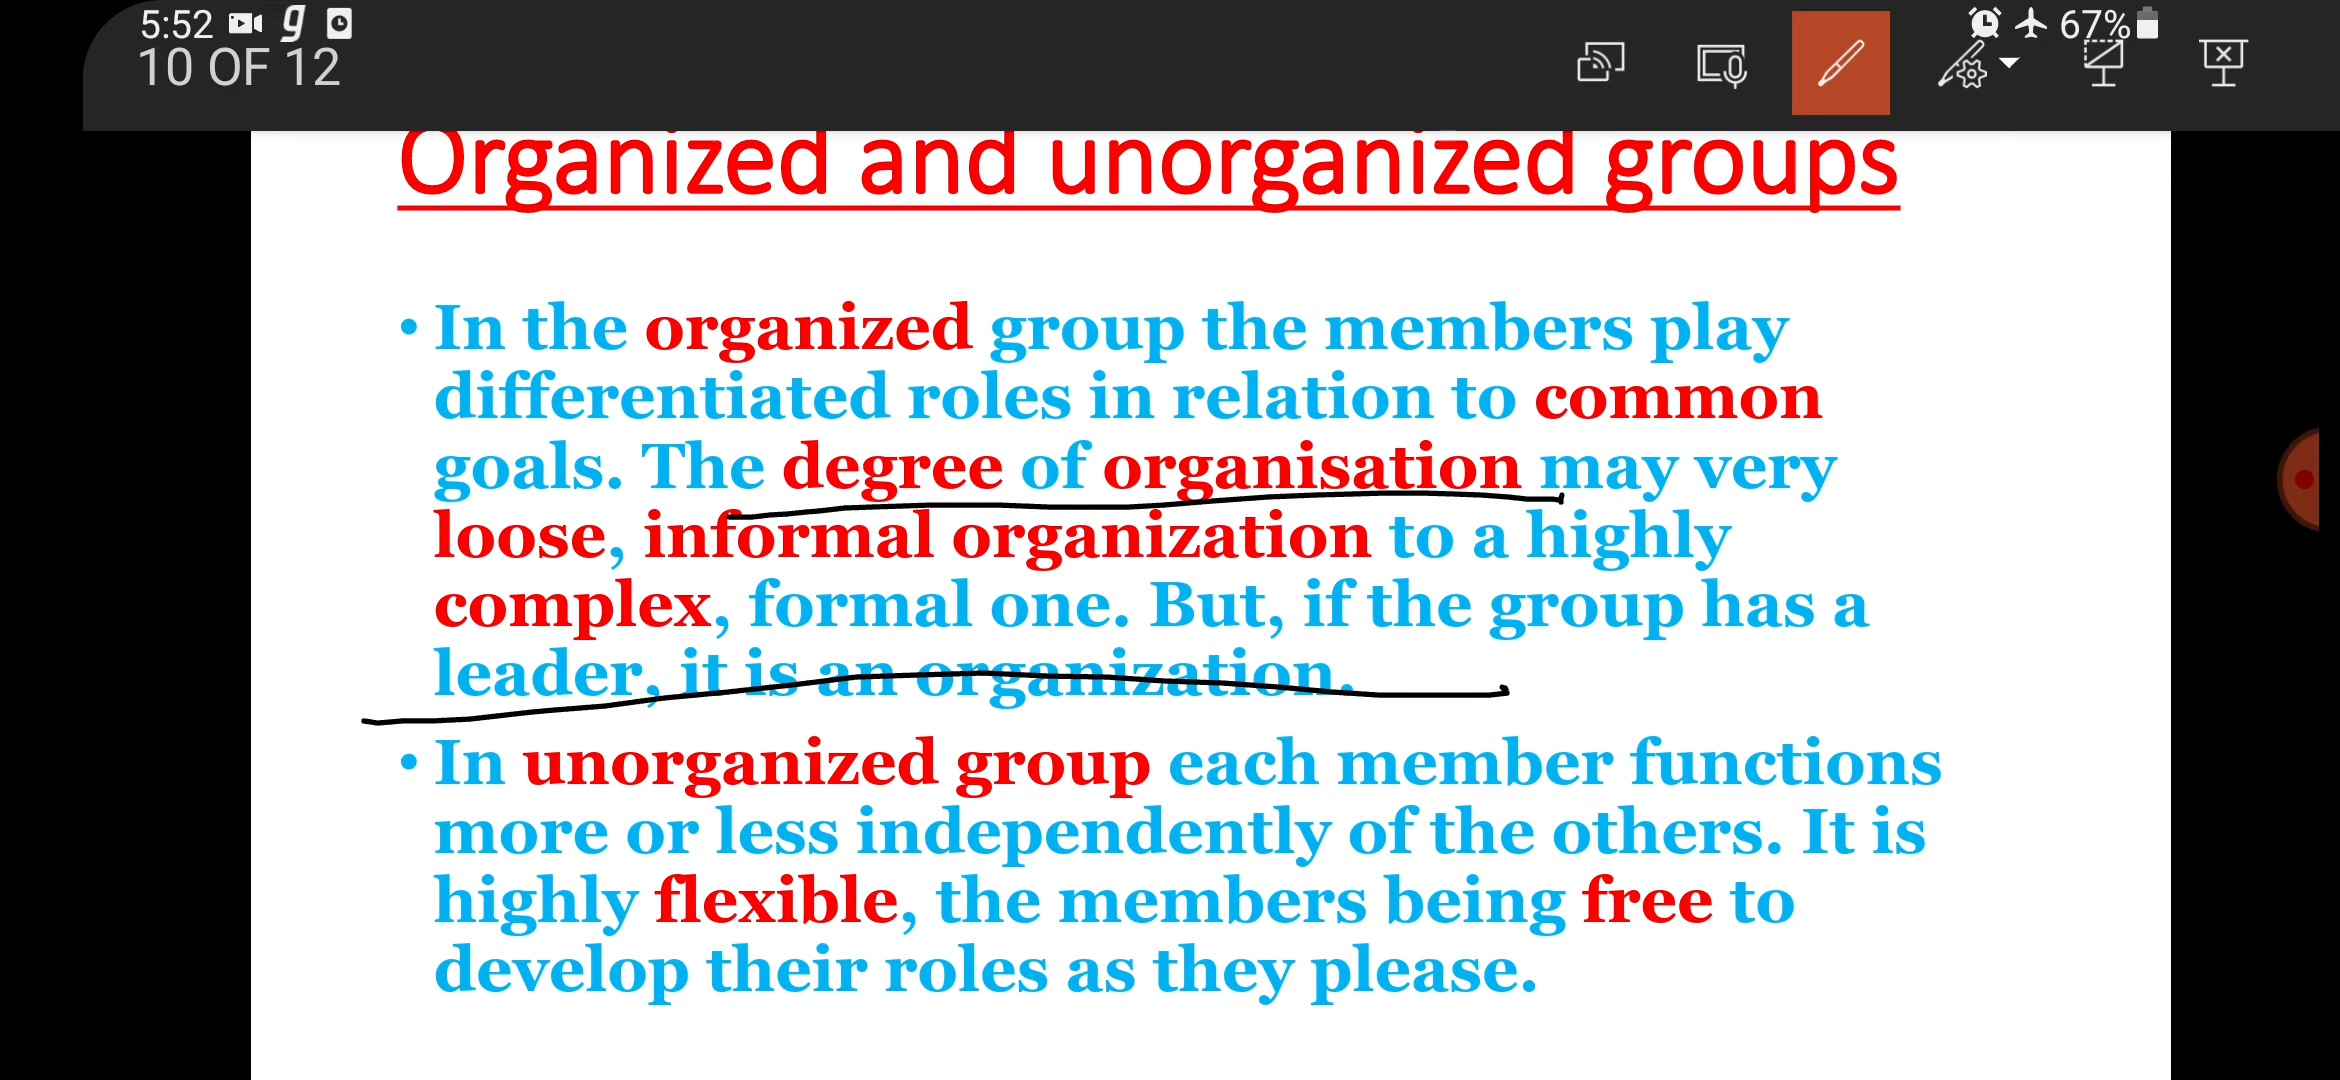 5:52
67%
10 OF 12
Organized and unorganized groups
• In the organized group the members play
differentiated roles in relation to common
goals. The degree of organisation may very
loose, informal organization to a highly
complex, formal one. But, if the group has a
leader, it is an organization.
• In unorganized group each member functions
more or less independently of the others. It is
highly flexible, the members being free to
develop their roles as they please.